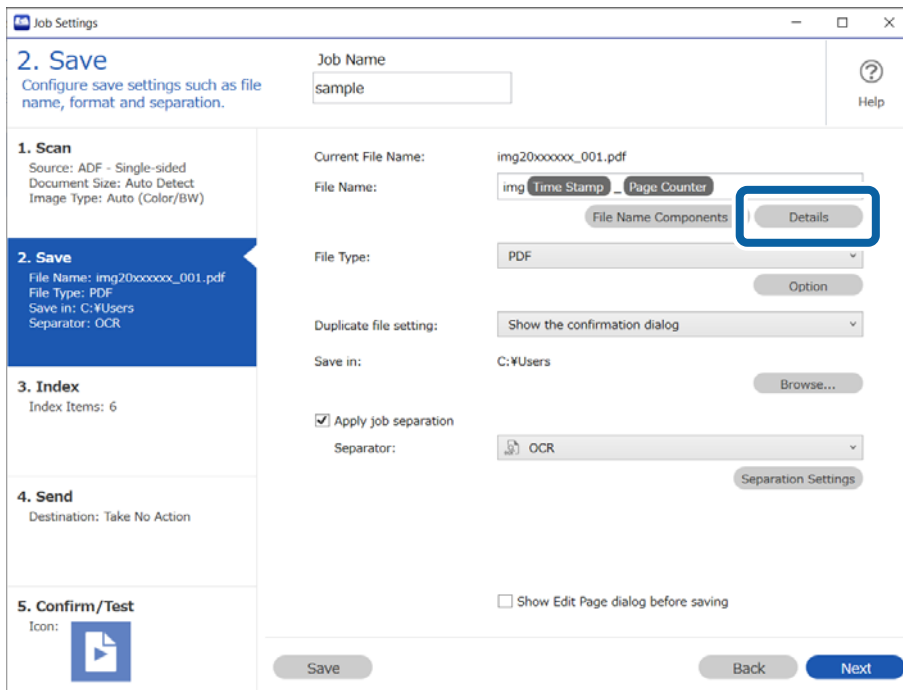 Job Settings
2. Save
Configure save settings such as file
name, format and separation.
Job Name
sample
Help
1. Scan
Source: ADF - Single-sided
Document Size: Auto Detect
Image Type: Auto (Color/BW)
2. Save
File Name: img20xxxxxx_001.pdf
File Type: PDF
Save in: C:¥Users
Separator: OCR
3. Index
Index Items: 6
4. Send
Destination: Take No Action
5. Confirm/Test
Icon:
Current File Name: img20xxxxxx_001.pdf
File Name: img Time Stamp _ Page Counter
File Name Components Details
File Type: PDF
Option
Duplicate file setting: Show the confirmation dialog
Save in: C:¥Users
Browse...
Apply job separation
Separator: OCR
Separation Settings
Show Edit Page dialog before saving
Save Back Next